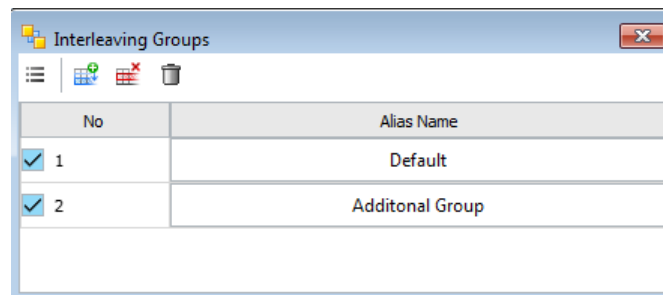 Interleaving Groups
No Alias Name
1 Default
2 Additonal Group